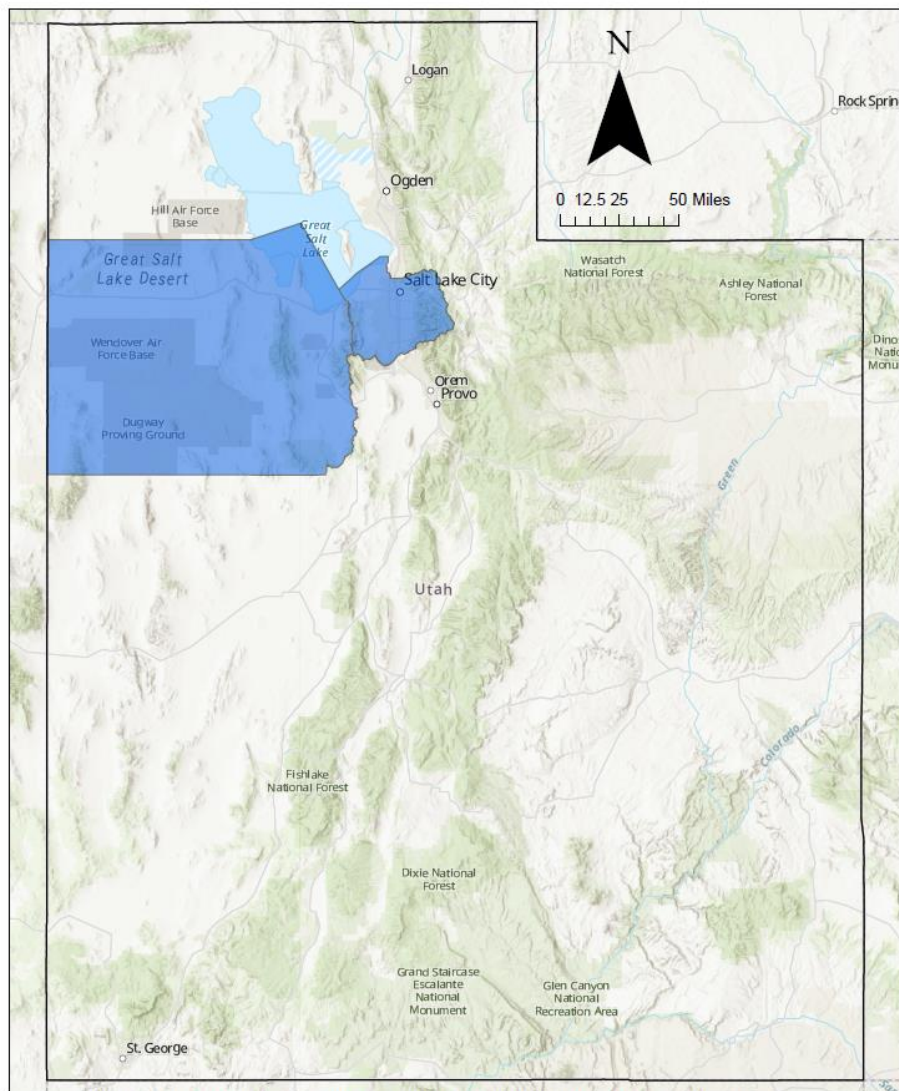 N
Logan
Rock Spring
0 12.5 25 50 Miles
Ogden
Hill Air Force
Base
Great
Salt
Lake
Great Salt
Lake Desert
Wasatch
National Forest
Salt Lake City
Ashley National
Forest
Wendover Air
Force Base
Dino
Natio
Monu
Orem
Provo
Dugway
Proving Ground
Green
Utah
Colorado
Fishlake
National Forest
Dixie National
Forest
Grand Staircase
Escalante
National
Monument
Glen Canyon
National
Recreation Area
St. George